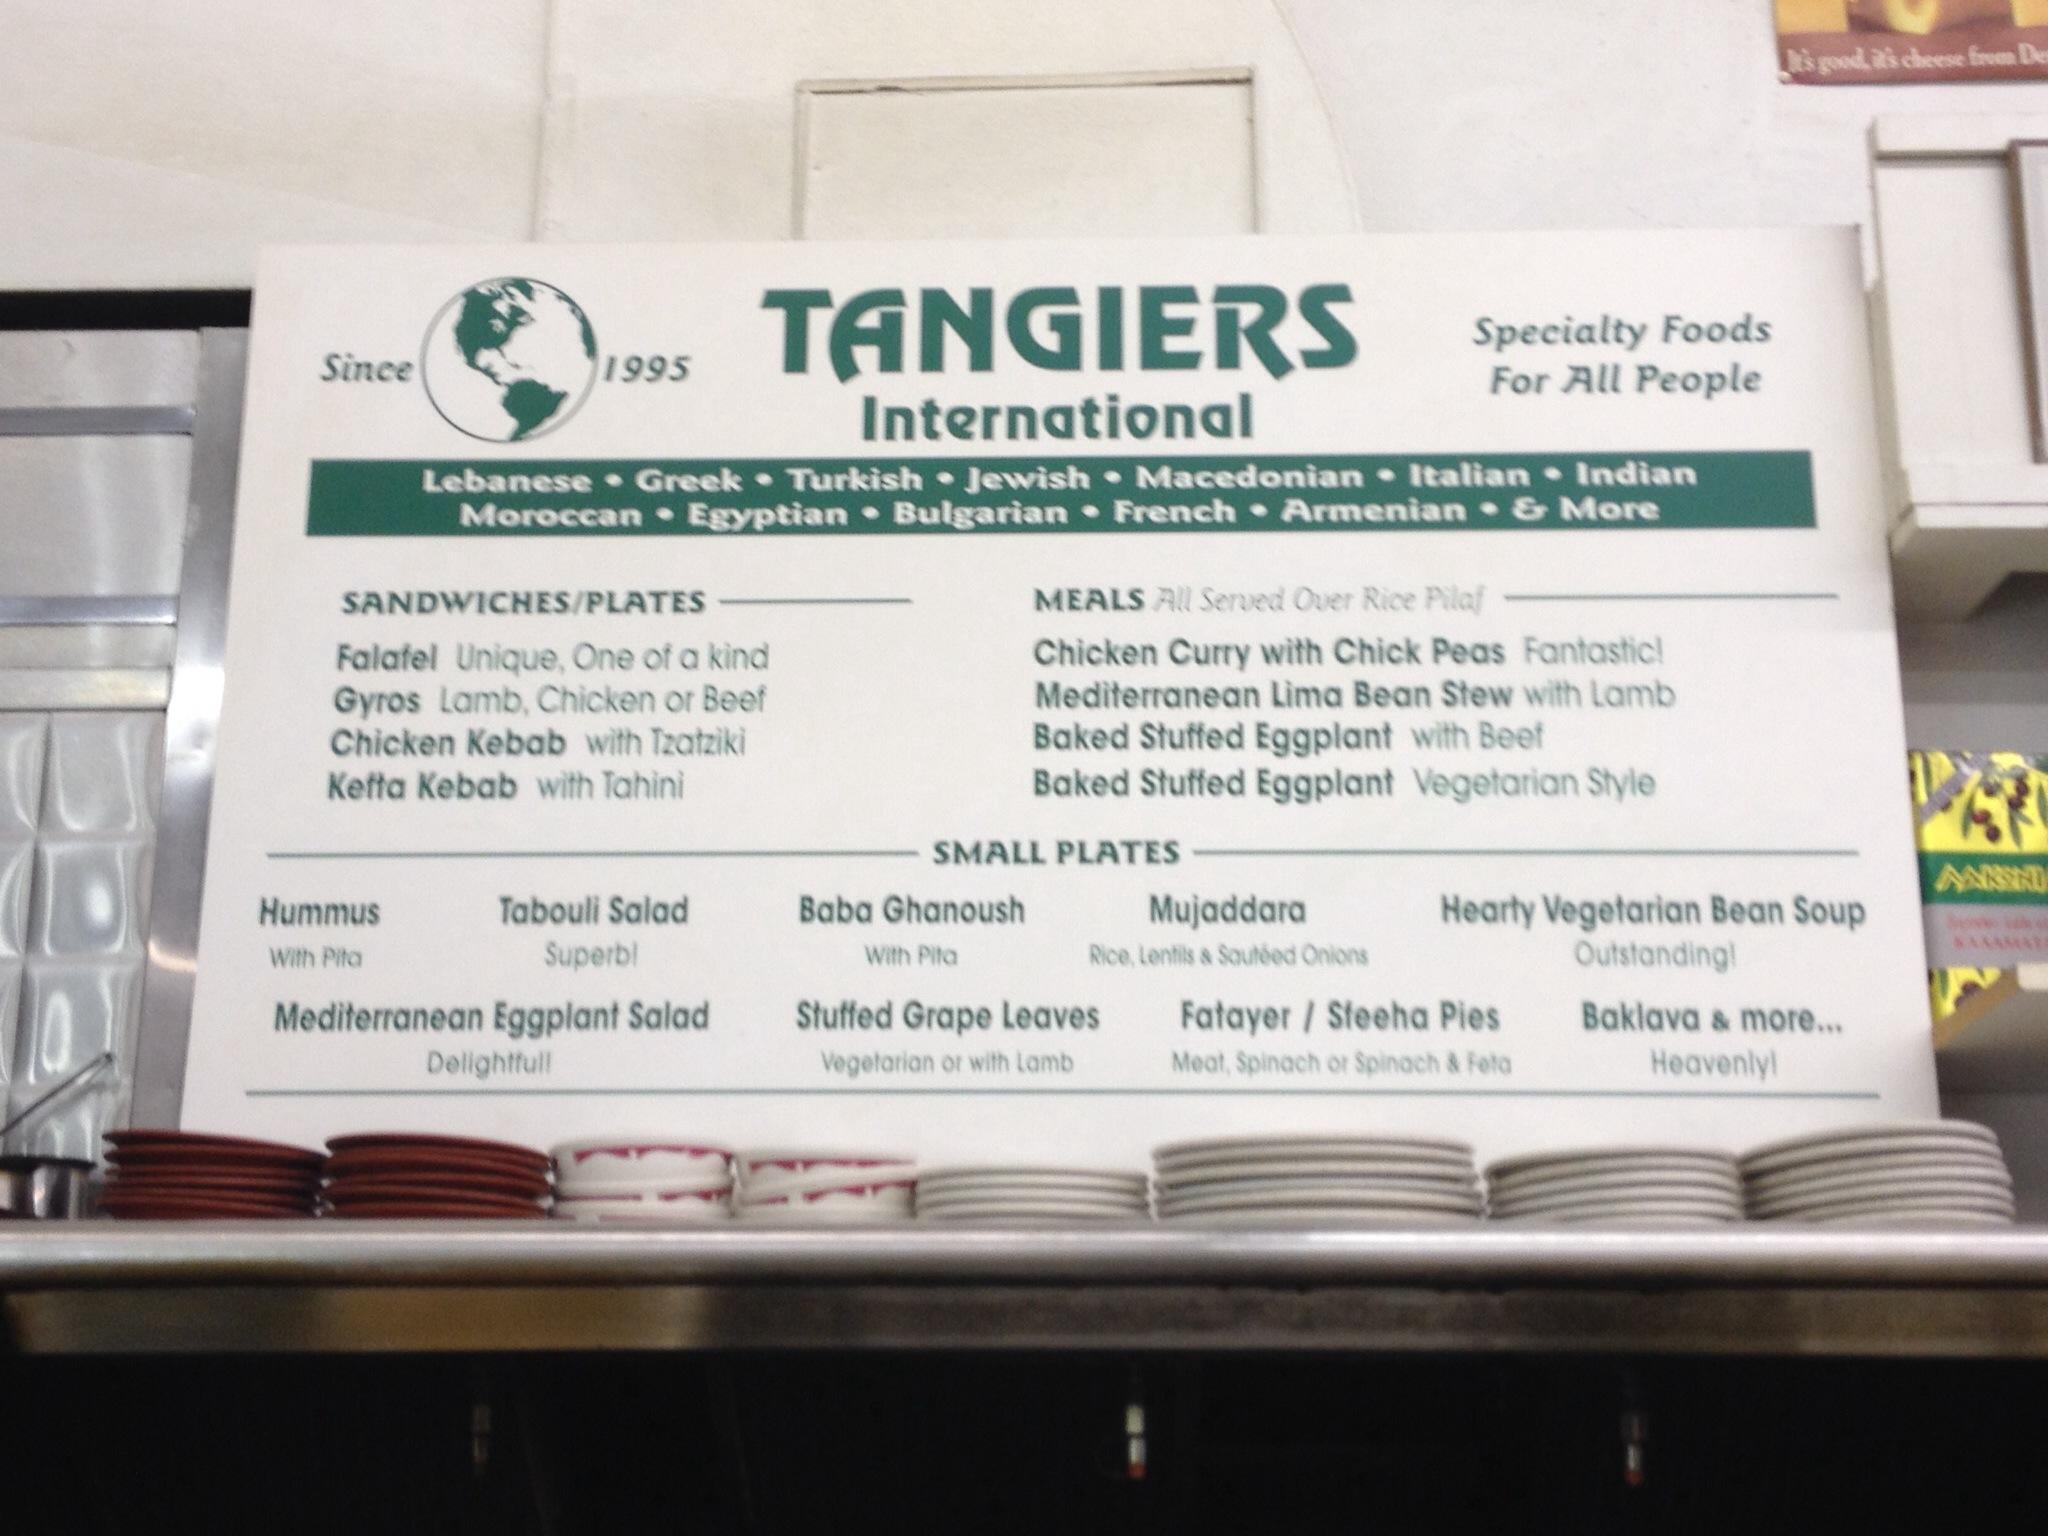 It's good, it's cheese from
Since 1995
TANGIERS
International
Specialty Foods
For All People
Lebanese • Greek • Turkish • Jewish • Macedonian • Italian • Indian
Moroccan • Egyptian • Bulgarian • French • Armenian • & More
SANDWICHES/PLATES
Falafel Unique, One of a kind
Gyros Lamb, Chicken or Beef
Chicken Kebab with Tzatziki
Kefta Kebab with Tahini
MEALS All Served Over Rice Pilaf
Chicken Curry with Chick Peas Fantastic!
Mediterranean Lima Bean Stew with Lamb
Baked Stuffed Eggplant with Beef
Baked Stuffed Eggplant Vegetarian Style
SMALL PLATES
Hummus
With Pita
Tabouli Salad
Superb!
Baba Ghanoush
With Pita
Mujaddara
Rice, Lentils & Sautéed Onions
Hearty Vegetarian Bean Soup
Outstanding!
Mediterranean Eggplant Salad
Delightful!
Stuffed Grape Leaves
Vegetarian or with Lamb
Fatayer / Sfeeha Pies
Meat, Spinach or Spinach & Feta
Baklava & more...
Heavenly!